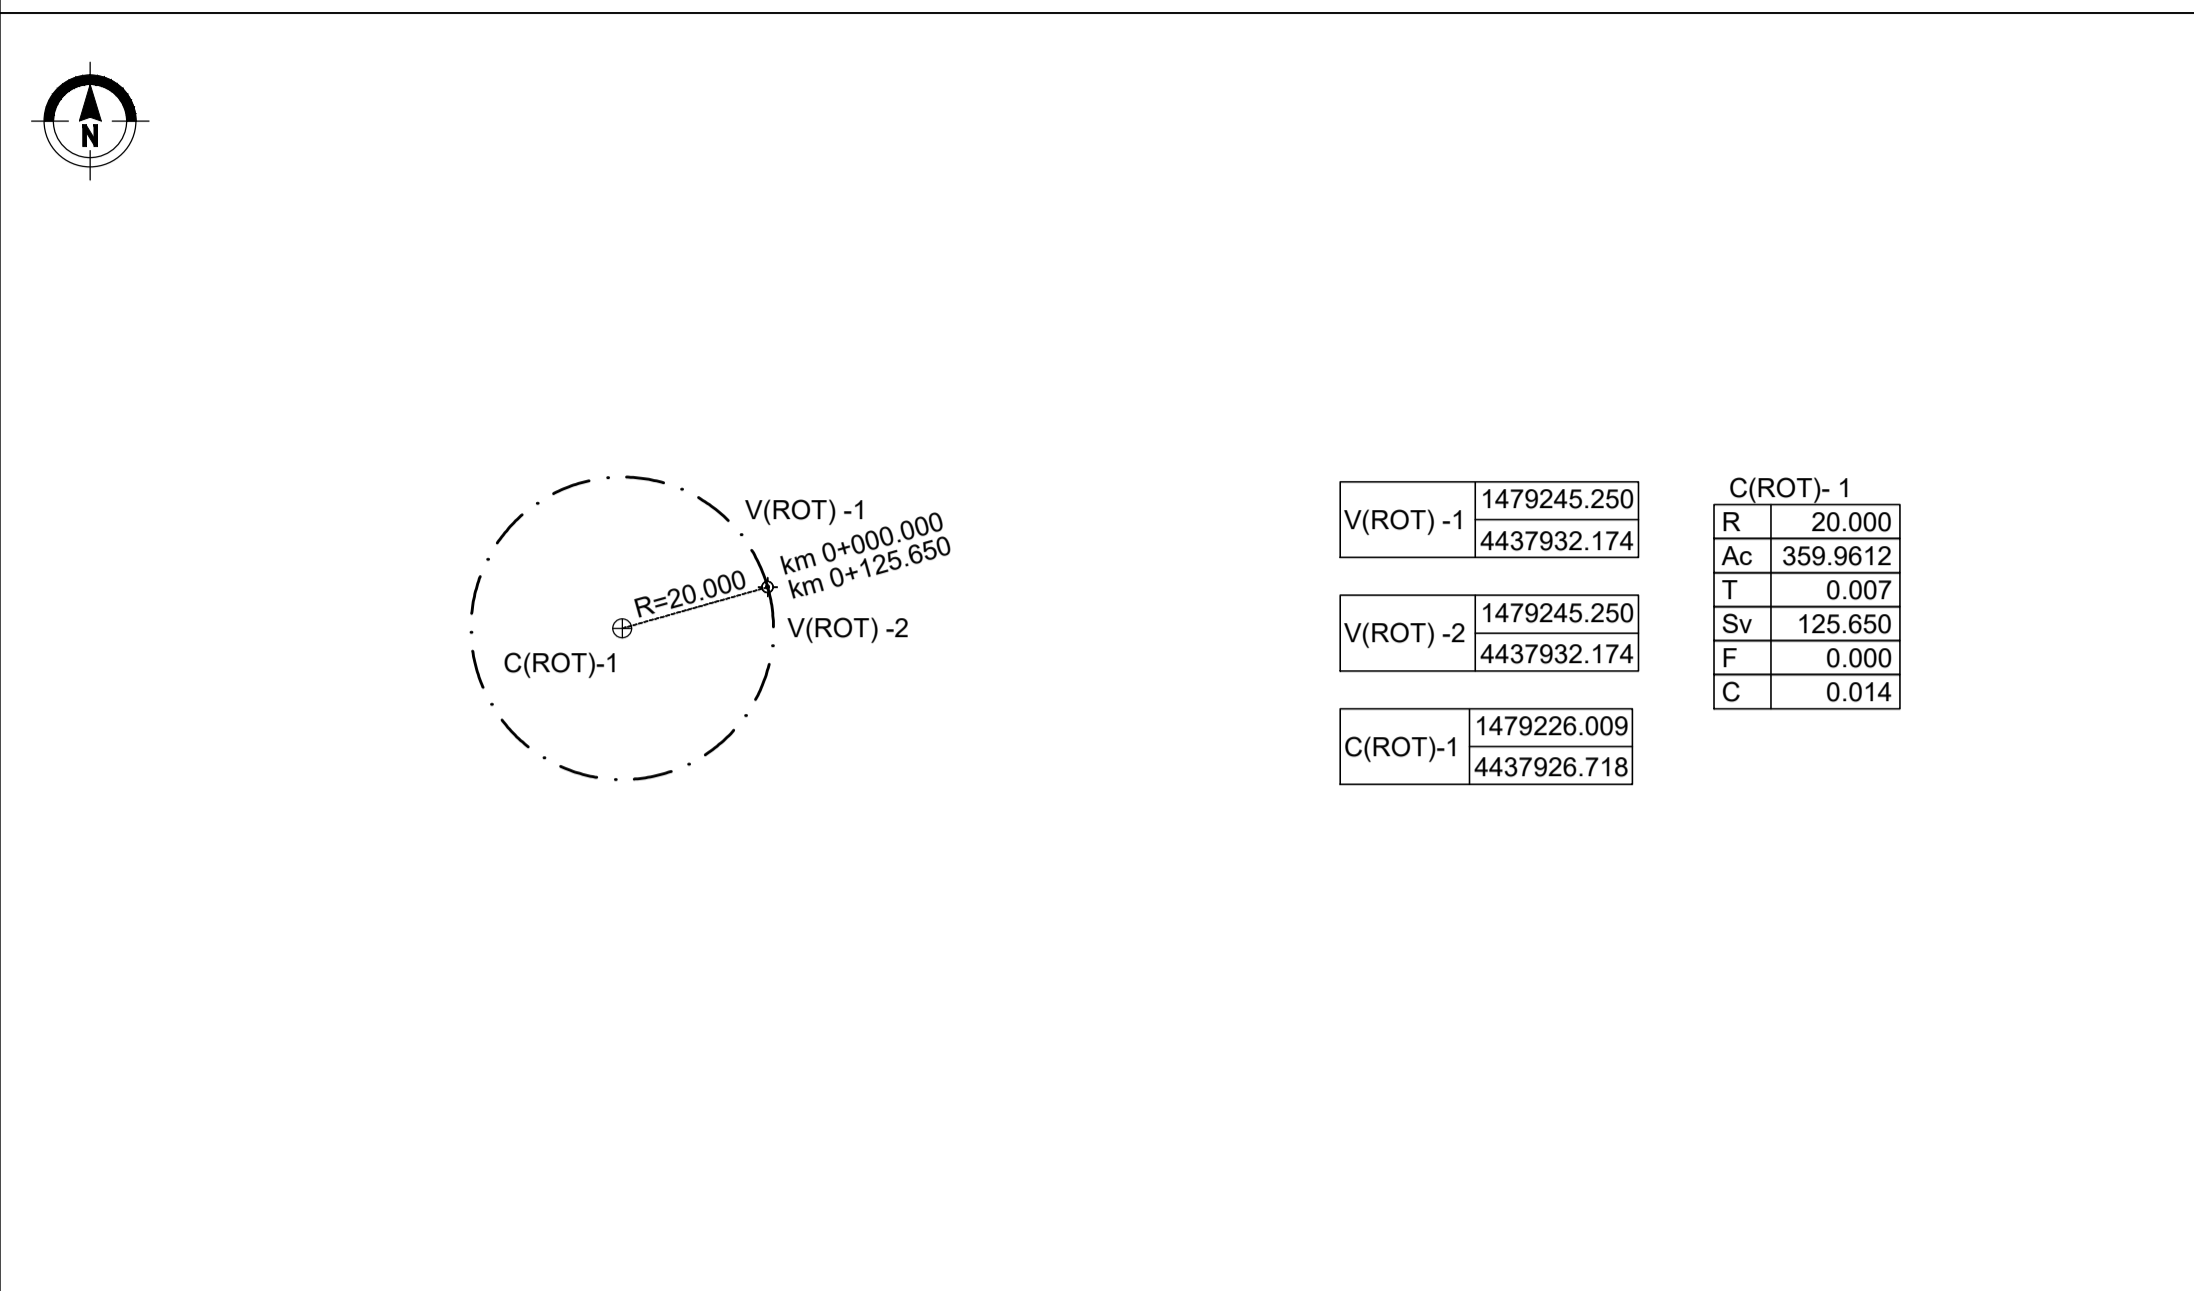 N
V(ROT) -1
km 0+000.000
km 0+125.650
R=20.000
V(ROT) -2
C(ROT)-1
V(ROT) -1 1479245.250
4437932.174
V(ROT) -2 1479245.250
4437932.174
C(ROT)-1 1479226.009
4437926.718
C(ROT)- 1
R 20.000
Ac 359.9612
T 0.007
Sv 125.650
F 0.000
C 0.014